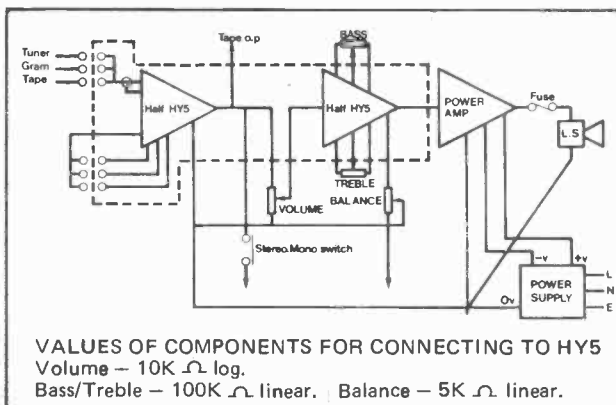 Tuner
Gram
Tape
Tape o.p
BASS
Half HY5
Half HY5
POWER AMP
Fuse
L.S
TREBLE
VOLUME
BALANCE
Stereo.Mono switch
-v
+v
Ov
POWER SUPPLY
L
N
E
VALUES OF COMPONENTS FOR CONNECTING TO HY5
Volume — 10K Ω log.
Bass/Treble — 100K Ω linear. Balance — 5K Ω linear.